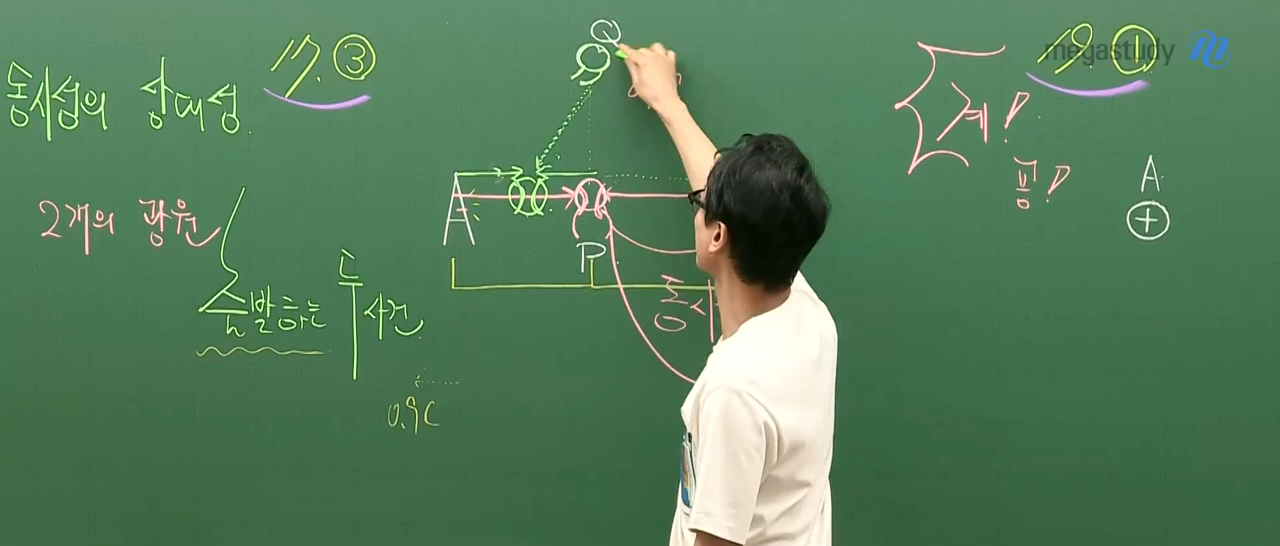 동시성의 상대성 17. ③
2개의 광원
출발하는 두 사건
0.9C
Q
A
P
동시
megastudy
19 ①
계!
A
+